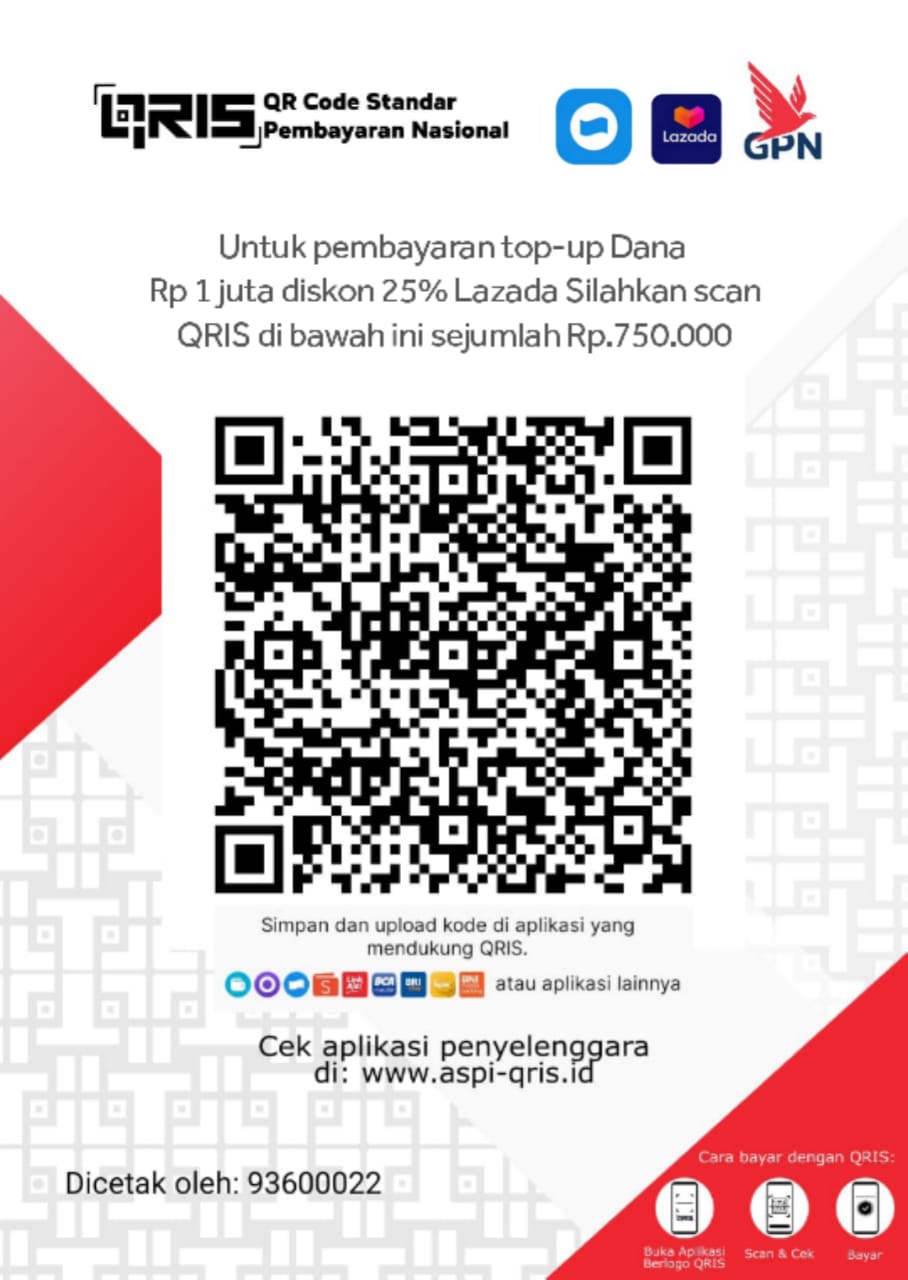 QRIS QR Code Standar
Pembayaran Nasional
Lazada
GPN
Untuk pembayaran top-up Dana
Rp 1 juta diskon 25% Lazada Silahkan scan
QRIS di bawah ini sejumlah Rp.750.000
Simpan dan upload kode di aplikasi yang
mendukung QRIS.
BCA
BRI
atau aplikasi lainnya
Cek aplikasi penyelenggara
di: www.aspi-qris.id
Dicetak oleh: 93600022
Cara bayar dengan QRIS:
Buka Aplikasi
Berlogo QRIS
Scan & Cek
Bayar